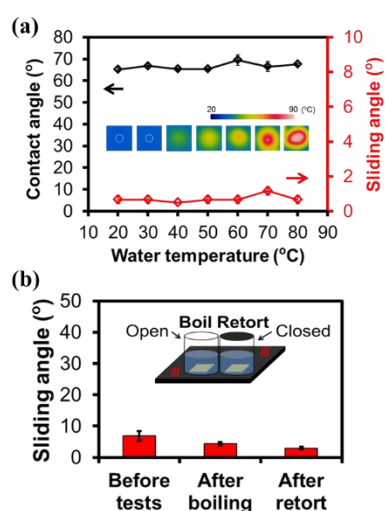 (a)
80
70
60
50
40
30
20
10
0
Contact angle (°)
20 90 (°C)
10
8
6
4
2
0
Sliding angle (°)
10 20 30 40 50 60 70 80 90
Water temperature (°C)
(b)
50
40
30
20
10
0
Sliding angle (°)
Open Boil Retort Closed
Before After After
tests boiling retort